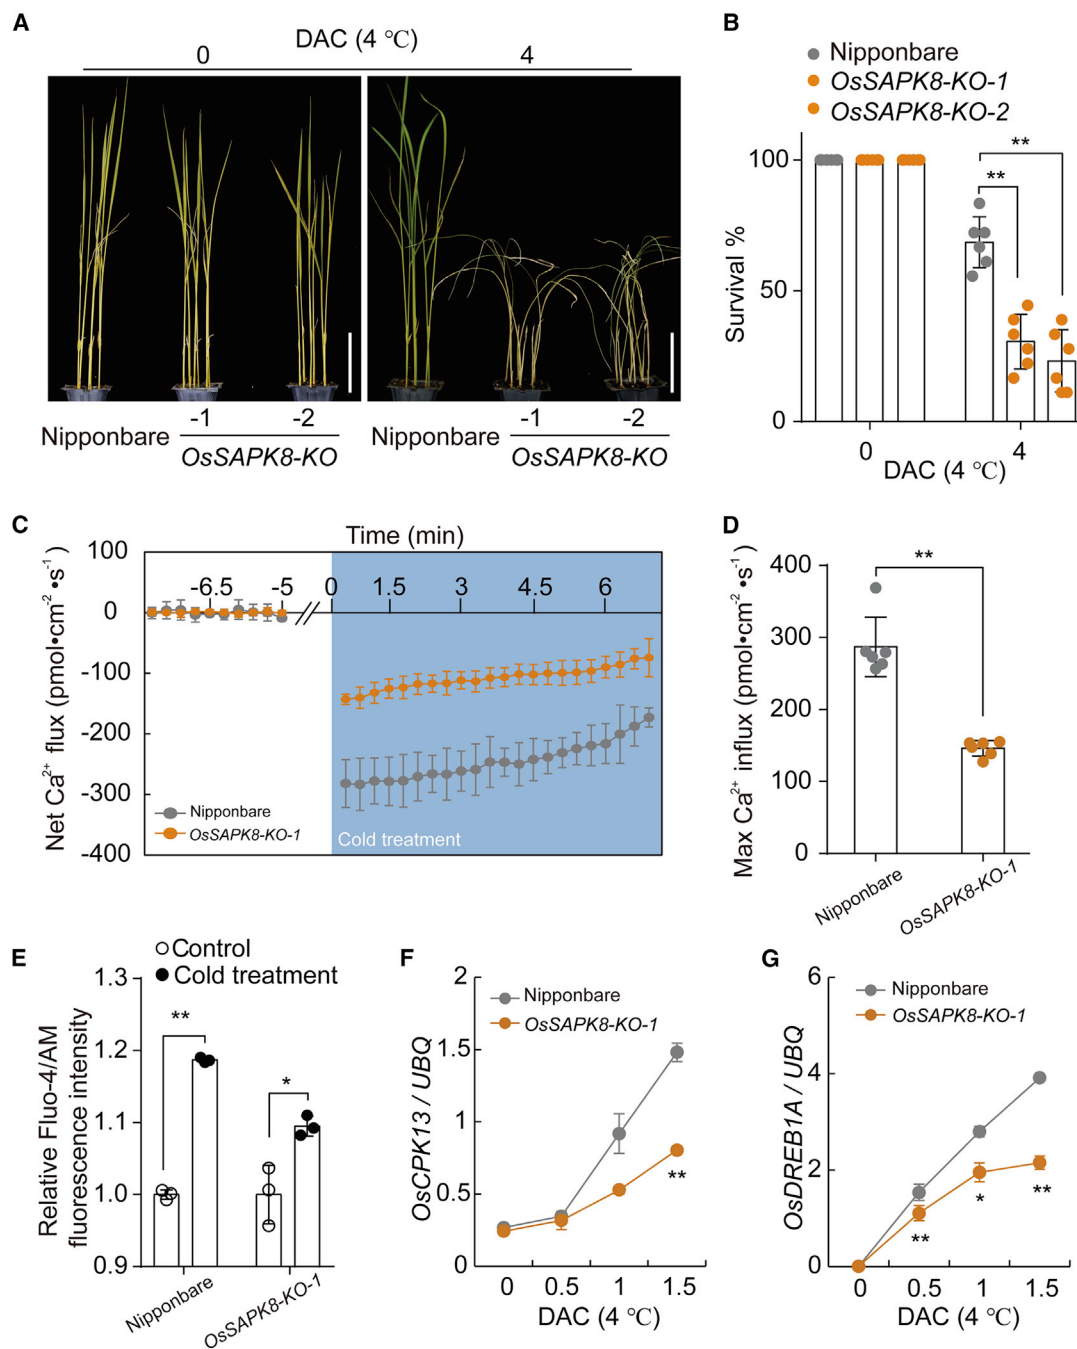 A
DAC (4 °C)
0
4
Nipponbare
-1
-2
OsSAPK8-KO
Nipponbare
-1
-2
OsSAPK8-KO
B
Nipponbare
OsSAPK8-KO-1
OsSAPK8-KO-2
**
**
Survival %
100
50
0
0
4
DAC (4 °C)
C
Time (min)
-6.5
-5
0
1.5
3
4.5
6
Net Ca²⁺ flux (pmol•cm⁻² •s⁻¹ )
100
0
-100
-200
-300
-400
Nipponbare
OsSAPK8-KO-1
Cold treatment
D
**
Max Ca²⁺ influx (pmol•cm⁻² •s⁻¹)
400
300
200
100
0
Nipponbare
OsSAPK8-KO-1
E
Control
Cold treatment
**
*
Relative Fluo-4/AM
fluorescence intensity
1.3
1.2
1.1
1.0
0.9
Nipponbare
OsSAPK8-KO-1
F
Nipponbare
OsSAPK8-KO-1
OsCPK13 / UBQ
2
1.5
1
0.5
0
**
0
0.5
1
1.5
DAC (4 °C)
G
Nipponbare
OsSAPK8-KO-1
OsDREB1A / UBQ
6
4
2
0
**
*
**
0
0.5
1
1.5
DAC (4 °C)